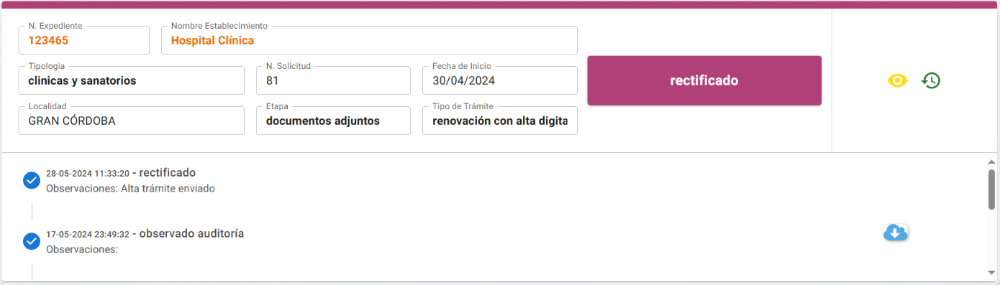 N. Expediente
123465
Nombre Establecimiento
Hospital Clínica
Tipologia
clinicas y sanatorios
N. Solicitud
81
Fecha de Inicio
30/04/2024
rectificado
Localidad
GRAN CÓRDOBA
Etapa
documentos adjuntos
Tipo de Trámite
renovación con alta digita
28-05-2024 11:33:20 - rectificado
Observaciones: Alta trámite enviado
17-05-2024 23:49:32 - observado auditoría
Observaciones: